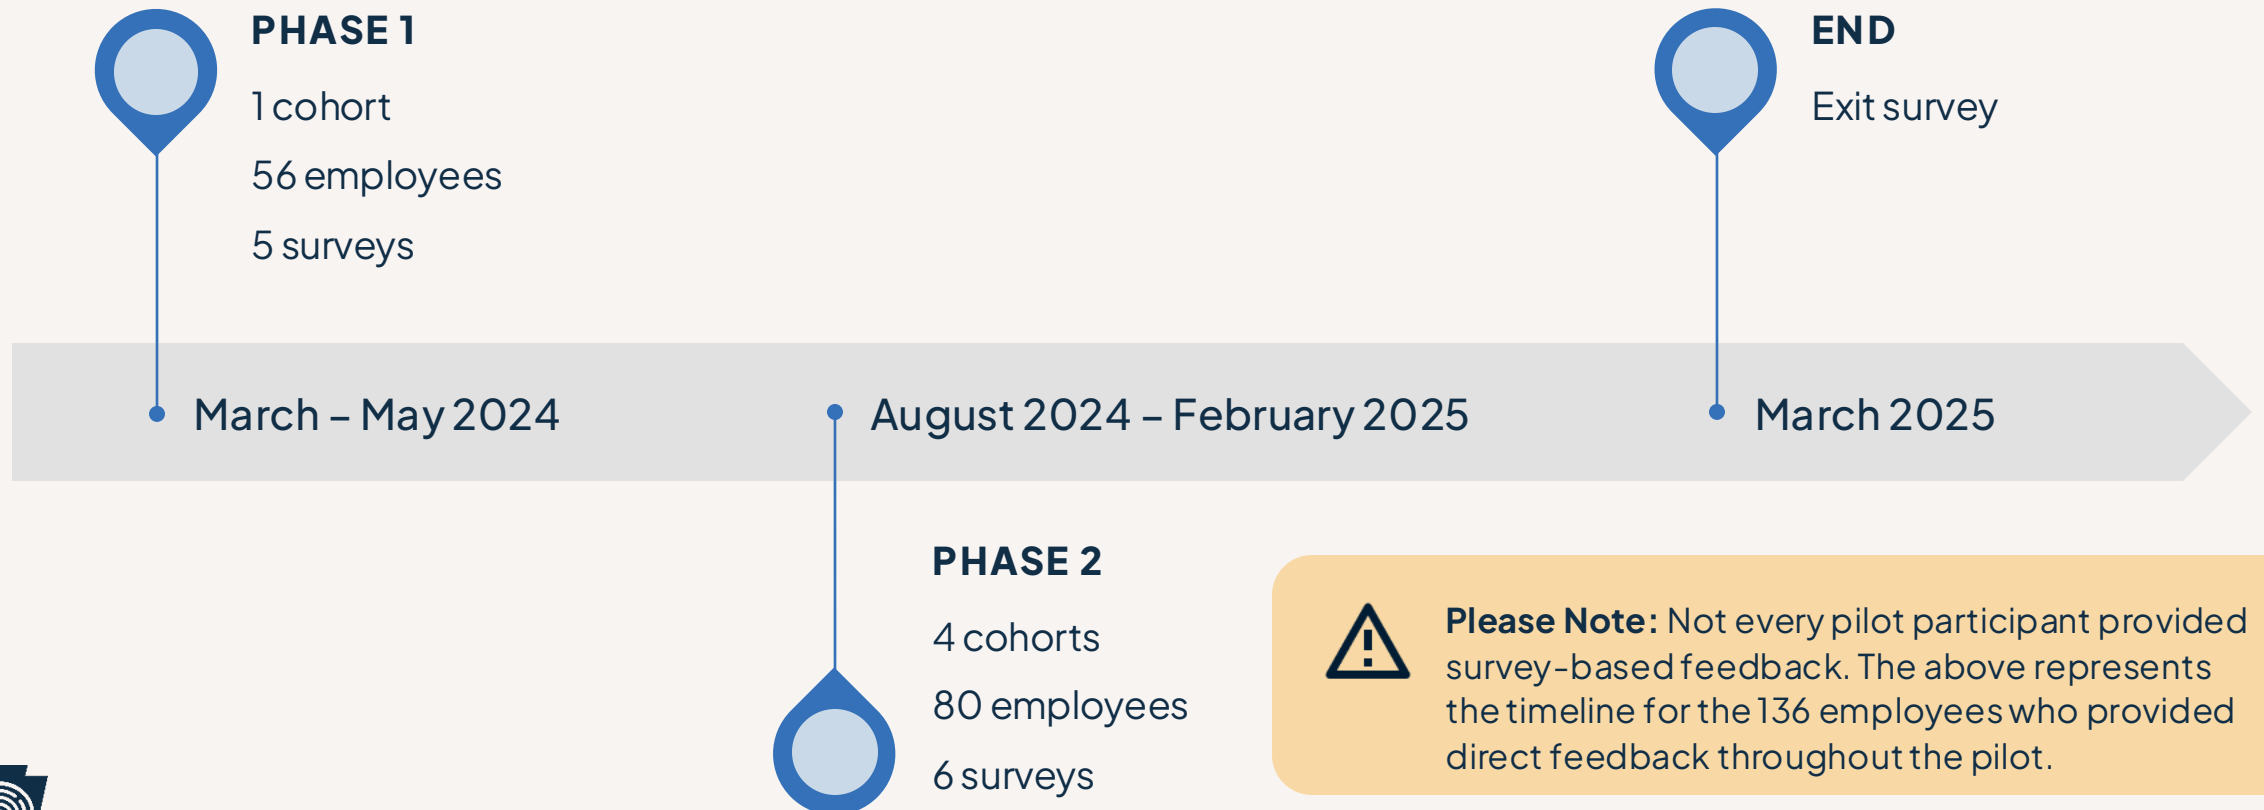 PHASE 1
1 cohort
56 employees
5 surveys
END
Exit survey
March – May 2024
August 2024 – February 2025
March 2025
PHASE 2
4 cohorts
80 employees
6 surveys
Please Note: Not every pilot participant provided
survey-based feedback. The above represents
the timeline for the 136 employees who provided
direct feedback throughout the pilot.